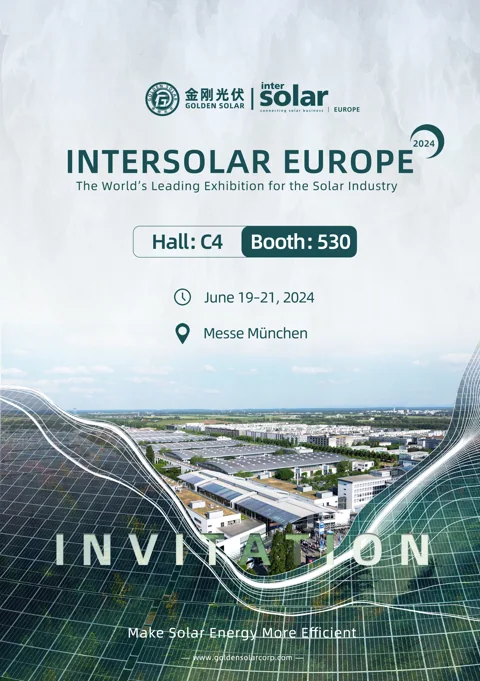 金刚光伏
GOLDEN SOLAR
inter
solar
connecting solar business | EUROPE
INTERSOLAR EUROPE 2024
The World's Leading Exhibition for the Solar Industry
Hall: C4
Booth: 530
June 19-21, 2024
Messe München
INVITATION
Make Solar Energy More Efficient
www.goldensolarcorp.com